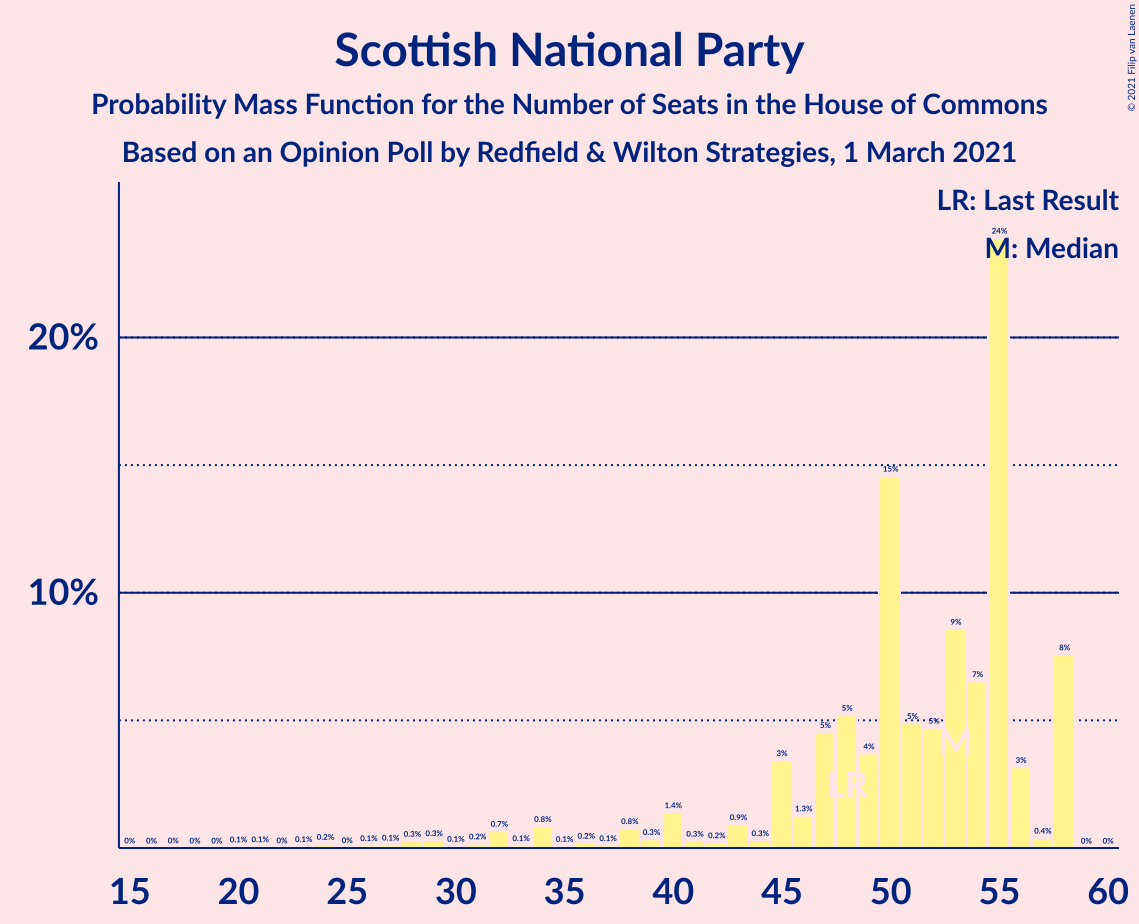 Scottish National Party
Probability Mass Function for the Number of Seats in the House of Commons
Based on an Opinion Poll by Redfield & Wilton Strategies, 1 March 2021
© 2021 Filip van Laenen
LR: Last Result
M: Median
20%
10%
0% 0% 0% 0% 0% 0.1% 0.1% 0% 0.1% 0.2% 0% 0.1% 0.1% 0.3% 0.3% 0.1% 0.2% 0.7% 0.1% 0.8% 0.1% 0.2% 0.1% 0.8% 0.3% 1.4% 0.3% 0.2% 0.9% 0.3% 3% 1.3% 5% 5% 4% 15% 5% 5% 9% 7% 24% 3% 0.4% 8% 0% 0%
LR
M
15 20 25 30 35 40 45 50 55 60